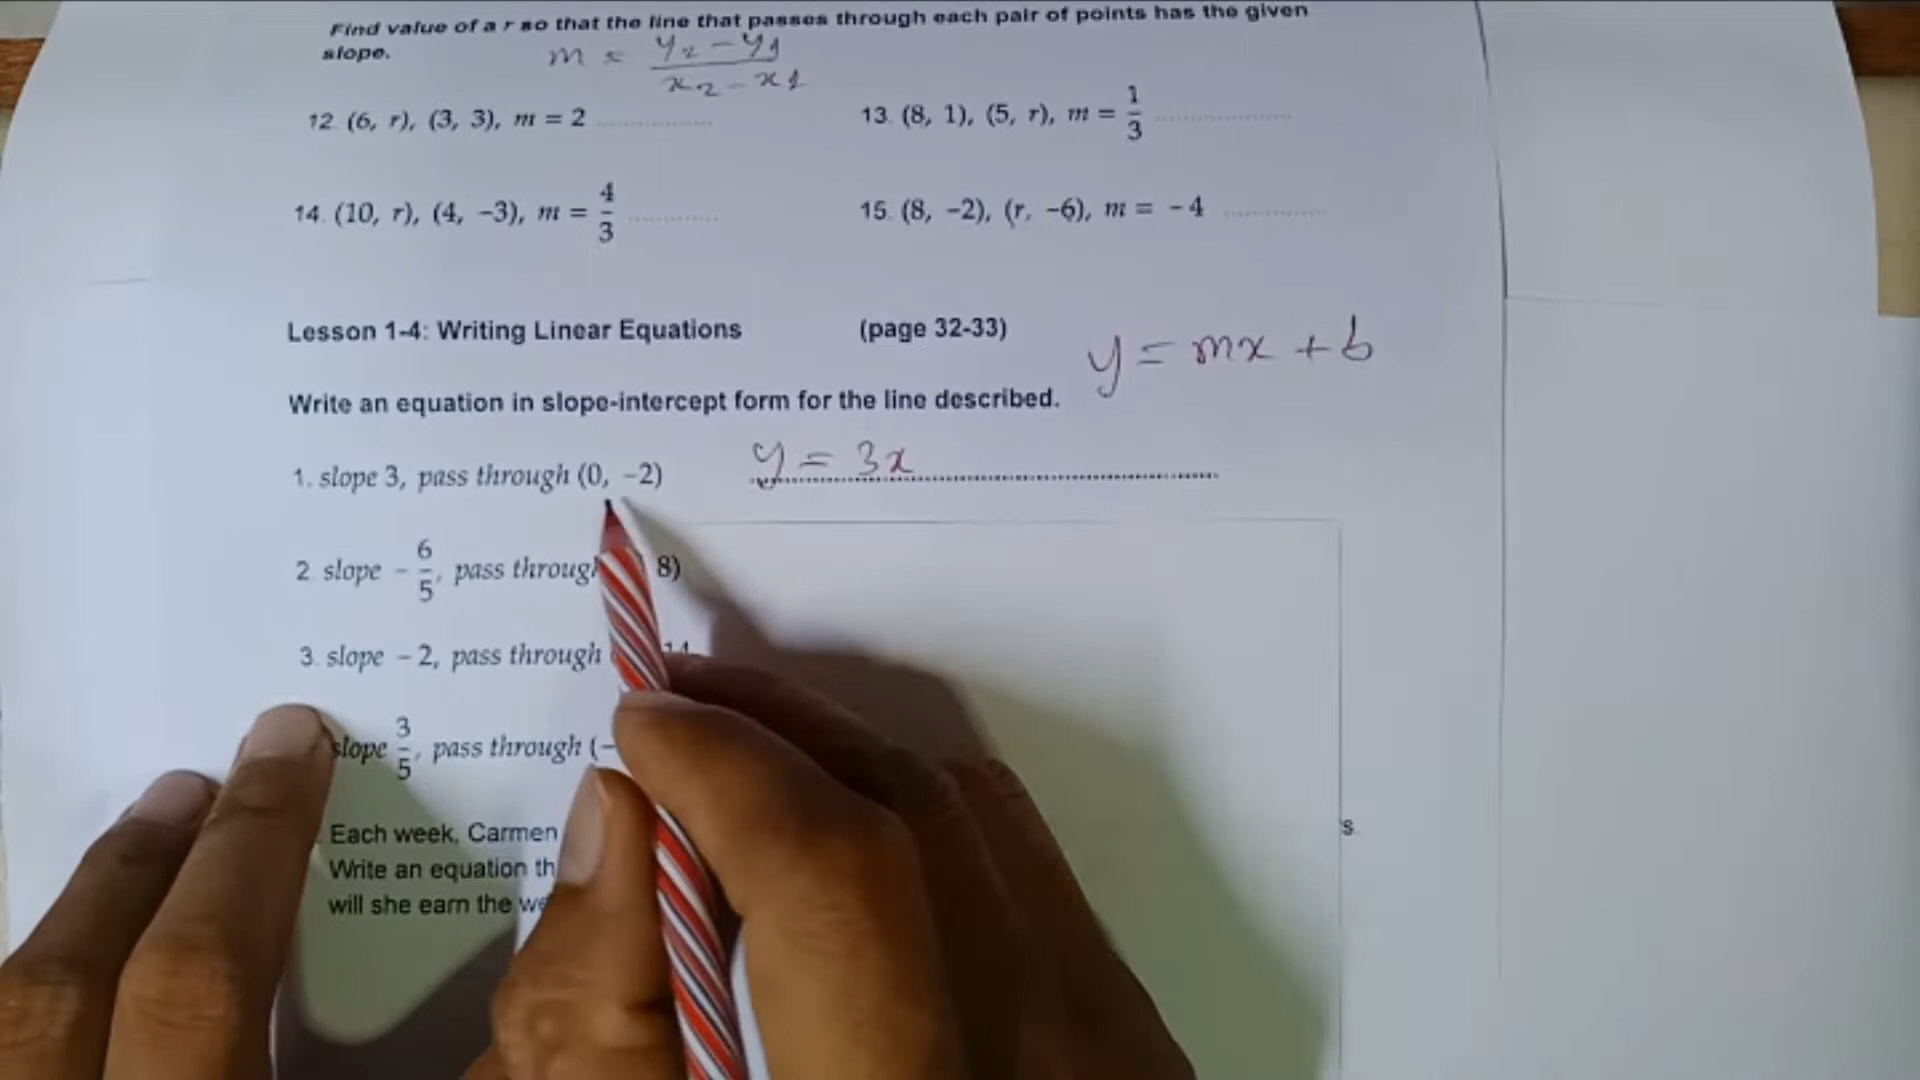 Find value of a r so that the line that passes through each pair of points has the given
slope.
m = y₂ - y₁ / x₂ - x₁
12. (6, r), (3, 3), m = 2 ....................
13. (8, 1), (5, r), m = 1/3 ....................
14. (10, r), (4, -3), m = 4/3 ....................
15. (8, -2), (r, -6), m = -4 ....................
Lesson 1-4: Writing Linear Equations (page 32-33)
y = mx + b
Write an equation in slope-intercept form for the line described.
1. slope 3, pass through (0, -2) y = 3x
2. slope - 6/5, pass through 8)
3. slope -2, pass through
slope 3/5, pass through (-
Each week, Carmen
s.
Write an equation
will she earn the